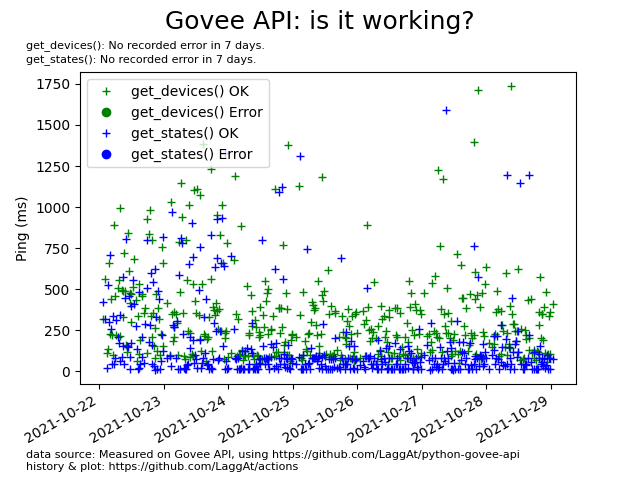 Govee API: is it working?
get_devices(): No recorded error in 7 days.
get_states(): No recorded error in 7 days.
get_devices() OK
get_devices() Error
get_states() OK
get_states() Error
Ping (ms)
1750
1500
1250
1000
750
500
250
0
2021-10-22
2021-10-23
2021-10-24
2021-10-25
2021-10-26
2021-10-27
2021-10-28
2021-10-29
data source: Measured on Govee API, using https://github.com/LaggAt/python-govee-api
history & plot: https://github.com/LaggAt/actions